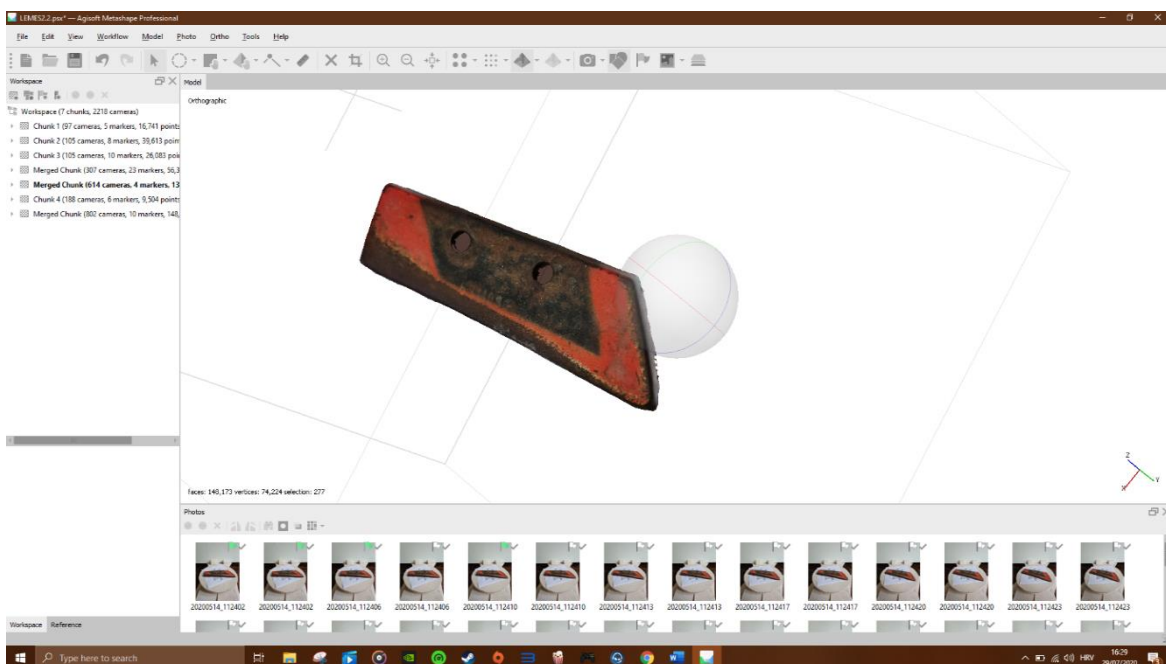 LEMES2.2.psx* — Agisoft Metashape Professional
File Edit View Workflow Model Photo Ortho Tools Help
Workspace
Model
Orthographic
Workspace (7 chunks, 2218 cameras)
Chunk 1 (97 cameras, 5 markers, 16,741 points
Chunk 2 (105 cameras, 8 markers, 39,613 poin
Chunk 3 (105 cameras, 10 markers, 26,083 poi
Merged Chunk (307 cameras, 23 markers, 56,3
Merged Chunk (614 cameras, 4 markers, 13
Chunk 4 (188 cameras, 6 markers, 9,504 points
Merged Chunk (802 cameras, 10 markers, 148,
Z
Y
X
faces: 148,173 vertices: 74,224 selection: 277
Photos
20200514_112402 20200514_112402 20200514_112406 20200514_112406 20200514_112410 20200514_112410 20200514_112413 20200514_112413 20200514_112417 20200514_112417 20200514_112420 20200514_112420 20200514_112423 20200514_112423
Workspace Reference
Type here to search
HRV
16:29
29/07/2020